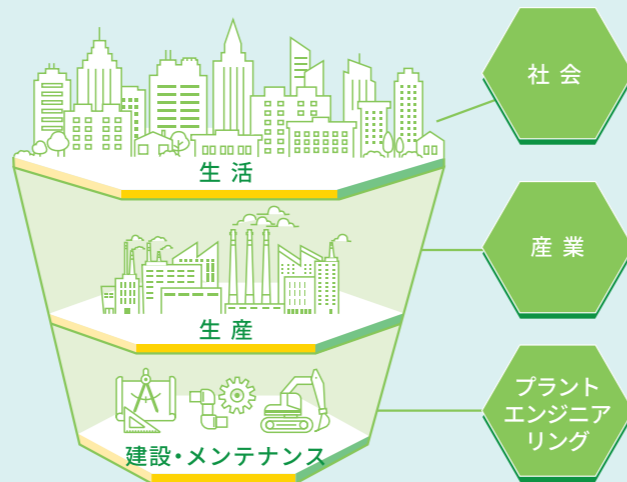 社会
生活
産業
生産
プラント
エンジニア
リング
建設・メンテナンス